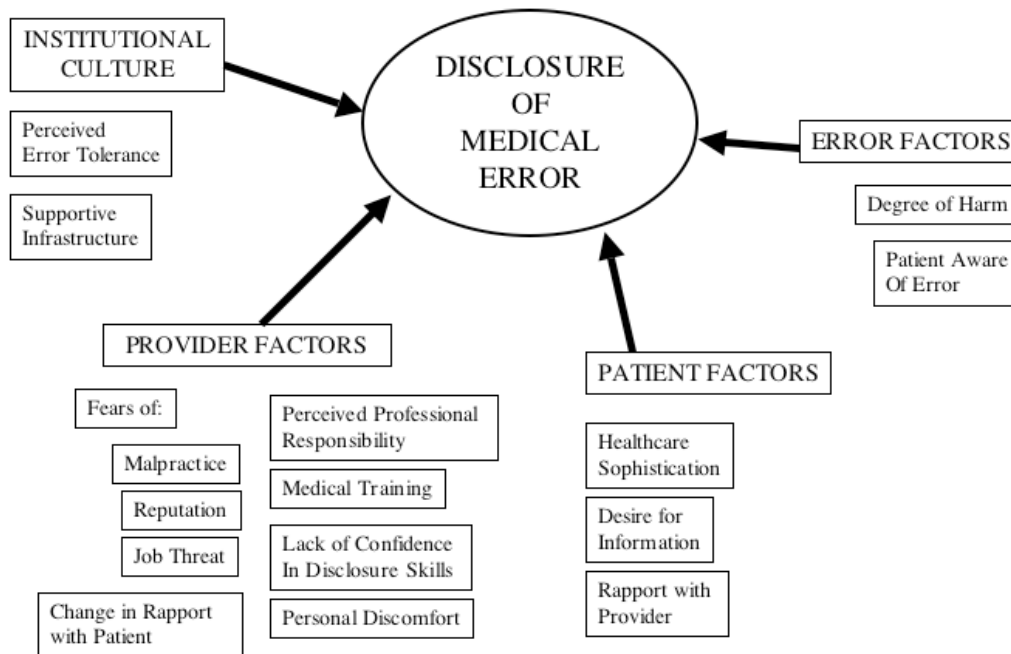 INSTITUTIONAL
CULTURE
Perceived
Error Tolerance
Supportive
Infrastructure
DISCLOSURE
OF
MEDICAL
ERROR
ERROR FACTORS
Degree of Harm
Patient Aware
Of Error
PROVIDER FACTORS
Fears of:
Malpractice
Reputation
Job Threat
Change in Rapport
with Patient
Perceived Professional
Responsibility
Medical Training
Lack of Confidence
In Disclosure Skills
Personal Discomfort
PATIENT FACTORS
Healthcare
Sophistication
Desire for
Information
Rapport with
Provider